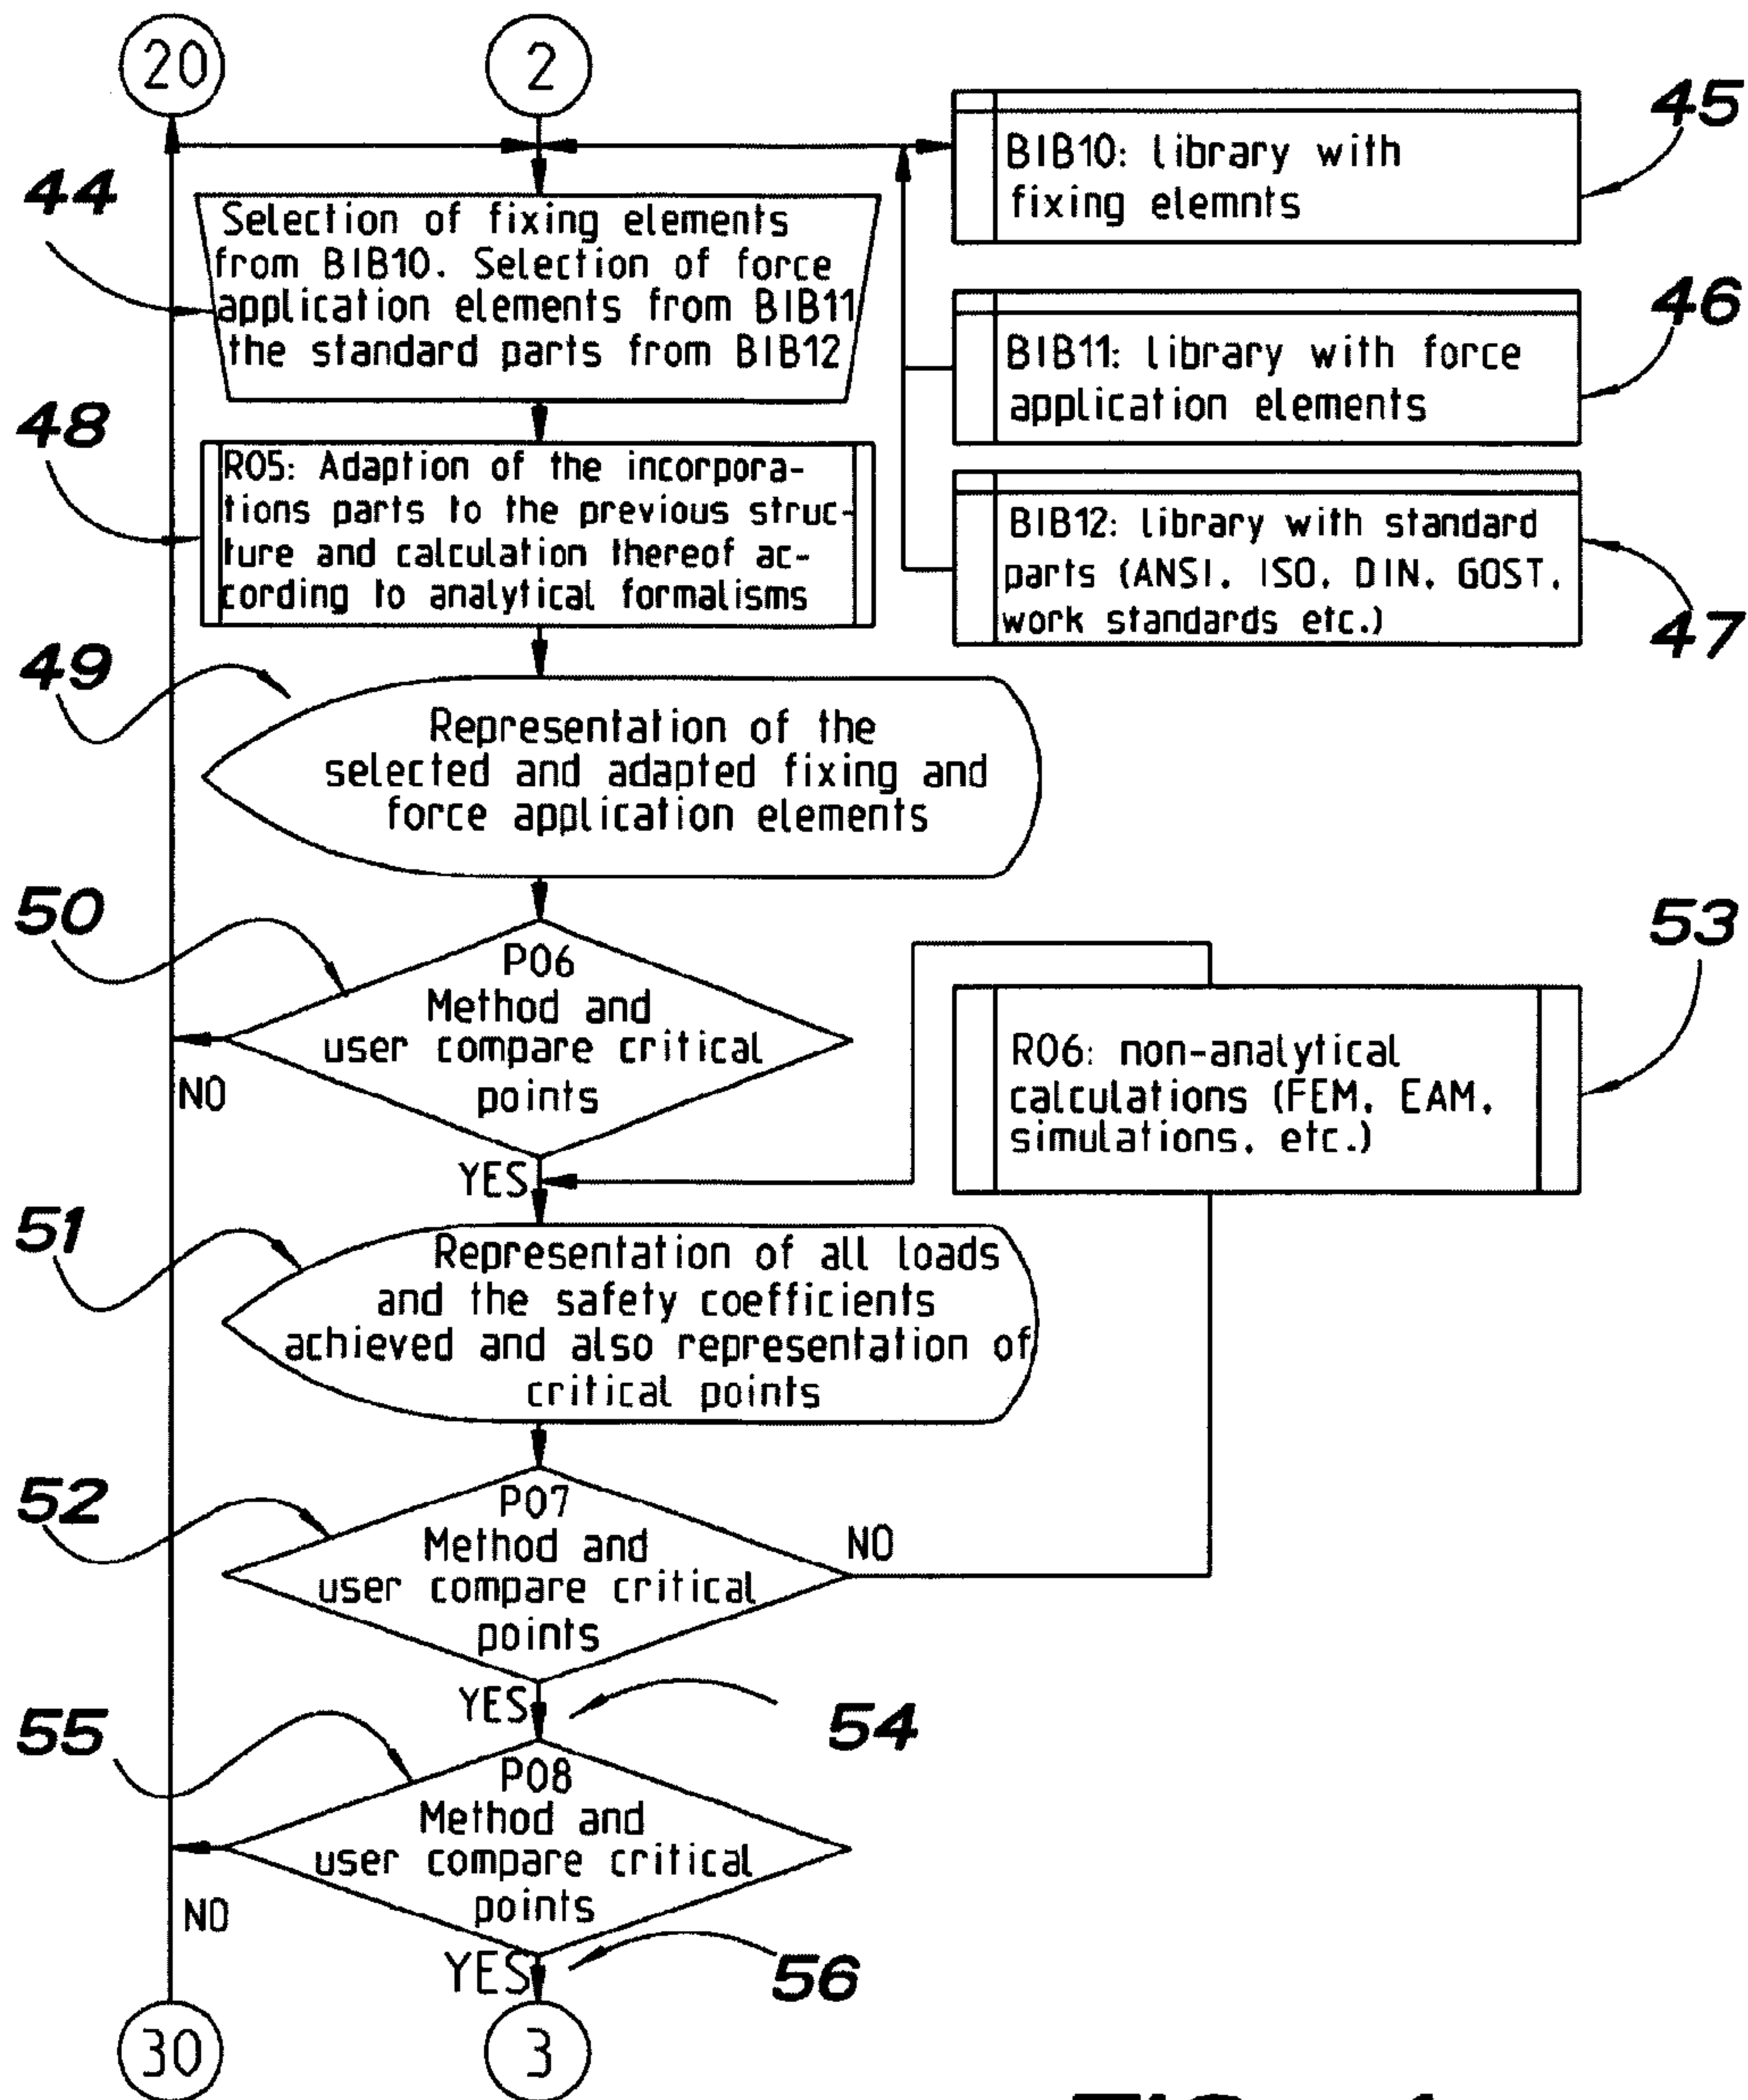 20
2
45
BIB10: library with
fixing elemnts
44
Selection of fixing elements
from BIB10. Selection of force
application elements from BIB11
the standard parts from BIB12
46
BIB11: library with force
application elements
48
R05: Adaption of the incorpora-
tions parts to the previous struc-
ture and calculation thereof ac-
cording to analytical formalisms
BIB12: library with standard
parts (ANSI, ISO, DIN, GOST,
work standards etc.)
47
49
Representation of the
selected and adapted fixing and
force application elements
50
P06
Method and
user compare critical
points
NO
YES
53
R06: non-analytical
calculations (FEM, EAM,
simulations, etc.)
51
Representation of all loads
and the safety coefficients
achieved and also representation of
critical points
52
P07
Method and
user compare critical
points
NO
YES
54
55
P08
Method and
user compare critical
points
NO
YES
56
30
3